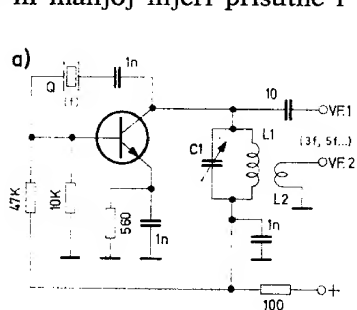 ili manjoj mjeri prisutne i
a)
1n
Q
(f)
10
VF.1
C1
L1
(3f, 5f...)
VF.2
L2
47K
10K
560
1n
1n
100
+